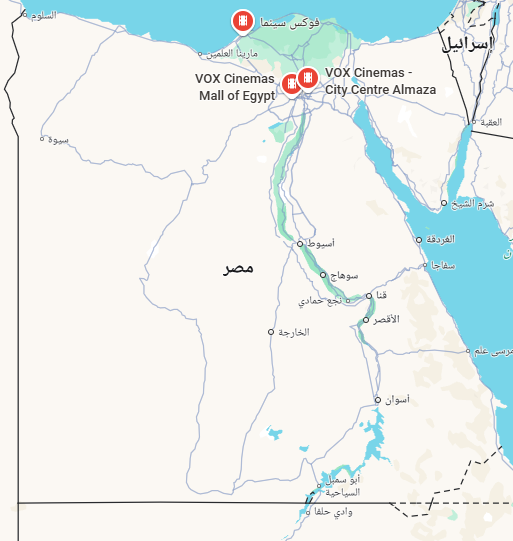 السلوم
فوكس سينما
إسرائيل
مارينا العلمين
VOX Cinemas
Mall of Egypt
VOX Cinemas -
City Centre Almaza
العقبة
سيوة
شرم الشيخ
أسيوط
الغردقة
مصر
سوهاج
سفاجا
قنا
نجع حمادي
الأقصر
الخارجة
مرسى علم
أسوان
أبو سمبل
السياحية
وادي حلفا